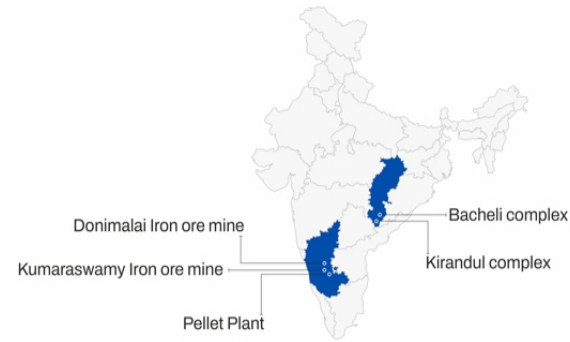 Bacheli complex
Donimalai Iron ore mine
Kirandul complex
Kumaraswamy Iron ore mine
Pellet Plant